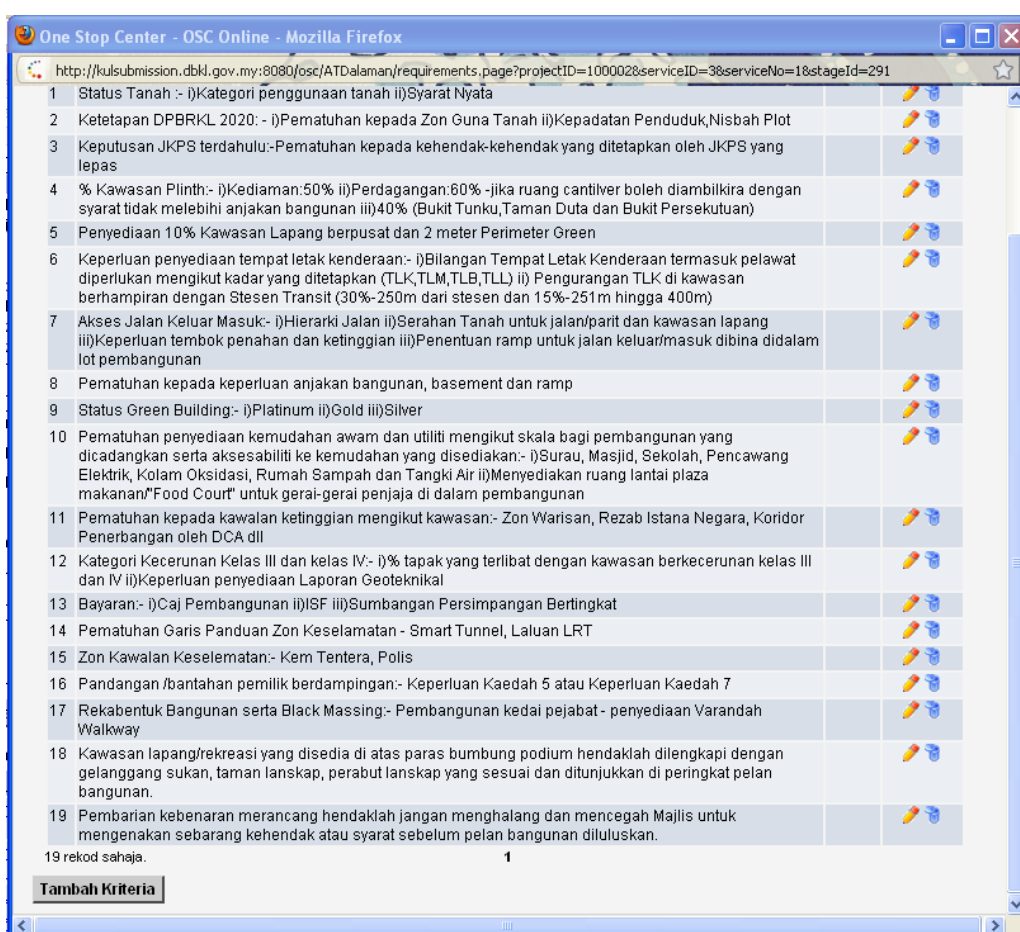 One Stop Center - OSC Online - Mozilla Firefox
http://kulsubmission.dbkl.gov.my:8080/osc/ATDalaman/requirements.page?projectID=100002&serviceID=3&serviceNo=1&stageId=291
1 Status Tanah :- i)Kategori penggunaan tanah ii)Syarat Nyata
2 Ketetapan DPBRKL 2020: - i)Pematuhan kepada Zon Guna Tanah ii)Kepadatan Penduduk,Nisbah Plot
3 Keputusan JKPS terdahulu:-Pematuhan kepada kehendak-kehendak yang ditetapkan oleh JKPS yang
lepas
4 % Kawasan Plinth:- i)Kediaman:50% ii)Perdagangan:60% -jika ruang cantilver boleh diambilkira dengan
syarat tidak melebihi anjakan bangunan iii)40% (Bukit Tunku,Taman Duta dan Bukit Persekutuan)
5 Penyediaan 10% Kawasan Lapang berpusat dan 2 meter Perimeter Green
6 Keperluan penyediaan tempat letak kenderaan:- i)Bilangan Tempat Letak Kenderaan termasuk pelawat
diperlukan mengikut kadar yang ditetapkan (TLK,TLM,TLB,TLL) ii) Pengurangan TLK di kawasan
berhampiran dengan Stesen Transit (30%-250m dari stesen dan 15%-251m hingga 400m)
7 Akses Jalan Keluar Masuk:- i)Hierarki Jalan ii)Serahan Tanah untuk jalan/parit dan kawasan lapang
iii)Keperluan tembok penahan dan ketinggian iii)Penentuan ramp untuk jalan keluar/masuk dibina didalam
lot pembangunan
8 Pematuhan kepada keperluan anjakan bangunan, basement dan ramp
9 Status Green Building:- i)Platinum ii)Gold iii)Silver
10 Pematuhan penyediaan kemudahan awam dan utiliti mengikut skala bagi pembangunan yang
dicadangkan serta aksesabiliti ke kemudahan yang disediakan:- i)Surau, Masjid, Sekolah, Pencawang
Elektrik, Kolam Oksidasi, Rumah Sampah dan Tangki Air ii)Menyediakan ruang lantai plaza
makanan/"Food Court" untuk gerai-gerai penjaja di dalam pembangunan
11 Pematuhan kepada kawalan ketinggian mengikut kawasan:- Zon Warisan, Rezab Istana Negara, Koridor
Penerbangan oleh DCA dll
12 Kategori Kecerunan Kelas III dan kelas IV:- i)% tapak yang terlibat dengan kawasan berkecerunan kelas III
dan IV ii)Keperluan penyediaan Laporan Geoteknikal
13 Bayaran:- i)Caj Pembangunan ii)ISF iii)Sumbangan Persimpangan Bertingkat
14 Pematuhan Garis Panduan Zon Keselamatan - Smart Tunnel, Laluan LRT
15 Zon Kawalan Keselematan:- Kem Tentera, Polis
16 Pandangan /bantahan pemilik berdampingan:- Keperluan Kaedah 5 atau Keperluan Kaedah 7
17 Rekabentuk Bangunan serta Black Massing:- Pembangunan kedai pejabat - penyediaan Varandah
Walkway
18 Kawasan lapang/rekreasi yang disedia di atas paras bumbung podium hendaklah dilengkapi dengan
gelanggang sukan, taman lanskap, perabut lanskap yang sesuai dan ditunjukkan di peringkat pelan
bangunan.
19 Pembarian kebenaran merancang hendaklah jangan menghalang dan mencegah Majlis untuk
mengenakan sebarang kehendak atau syarat sebelum pelan bangunan diluluskan.
19 rekod sahaja. 1
Tambah Kriteria